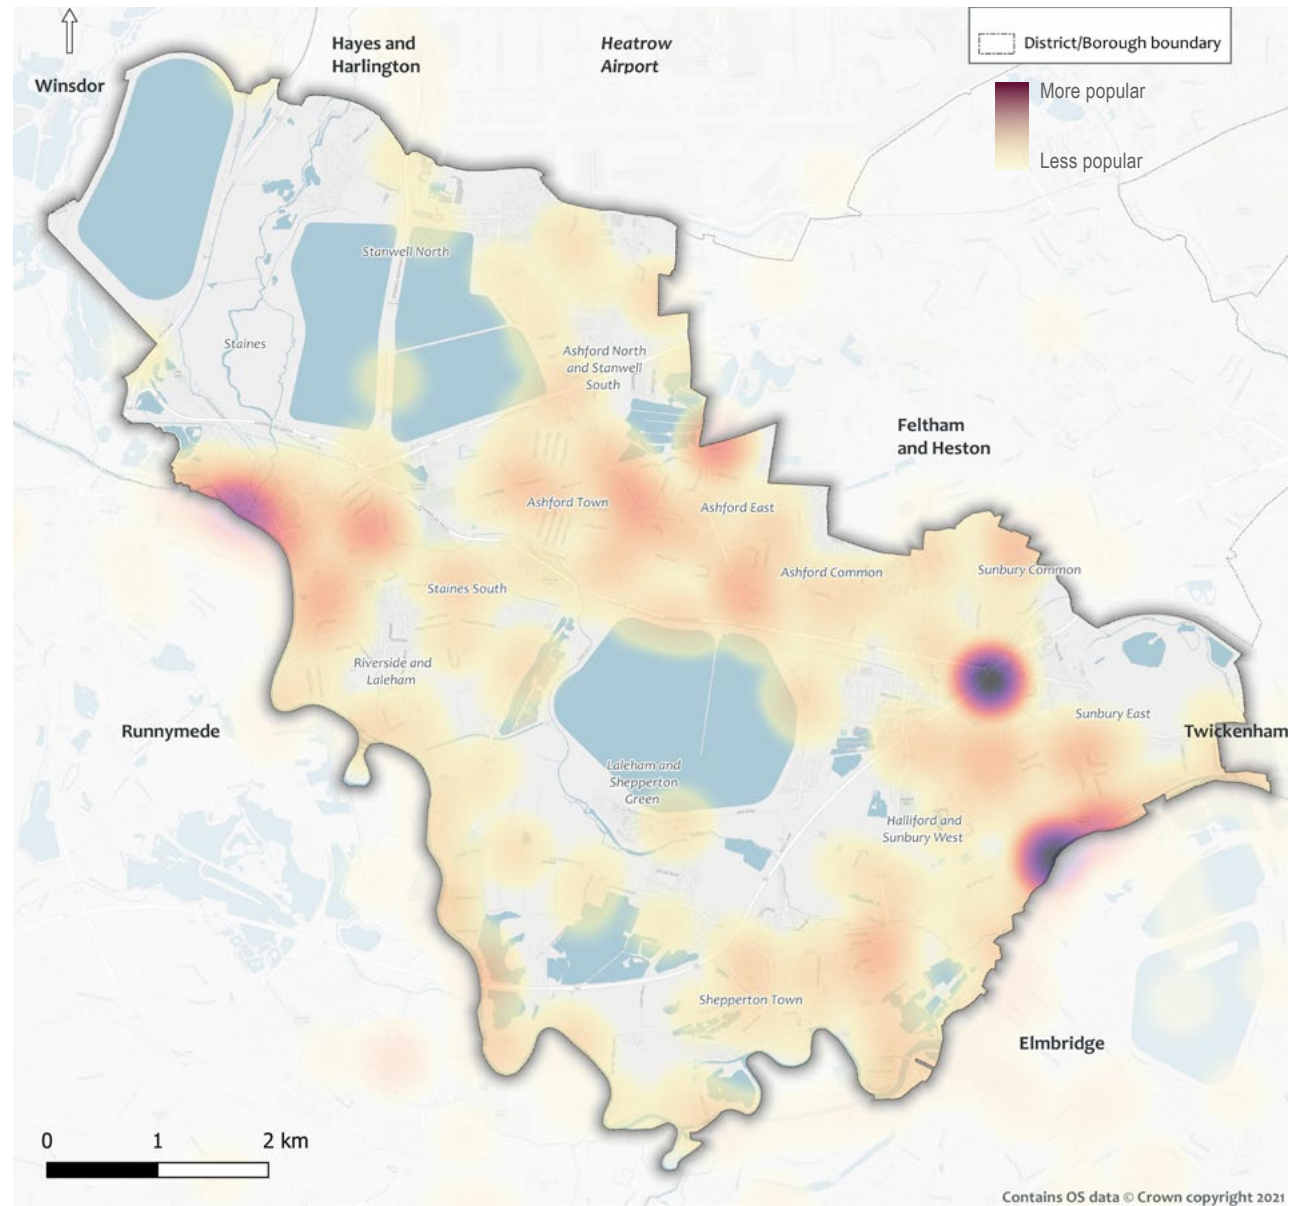 Hayes and
Harlington
Heatrow
Airport
District/Borough boundary
Winsdor
More popular
Less popular
Stanwell North
Staines
Ashford North
and Stanwell
South
Feltham
and Heston
Ashford Town
Ashford East
Ashford Common
Sunbury Common
Staines South
Riverside and
Laleham
Runnymede
Sunbury East
Twickenham
Laleham and
Shepperton
Green
Halliford and
Sunbury West
Shepperton Town
Elmbridge
0 1 2 km
Contains OS data © Crown copyright 2021